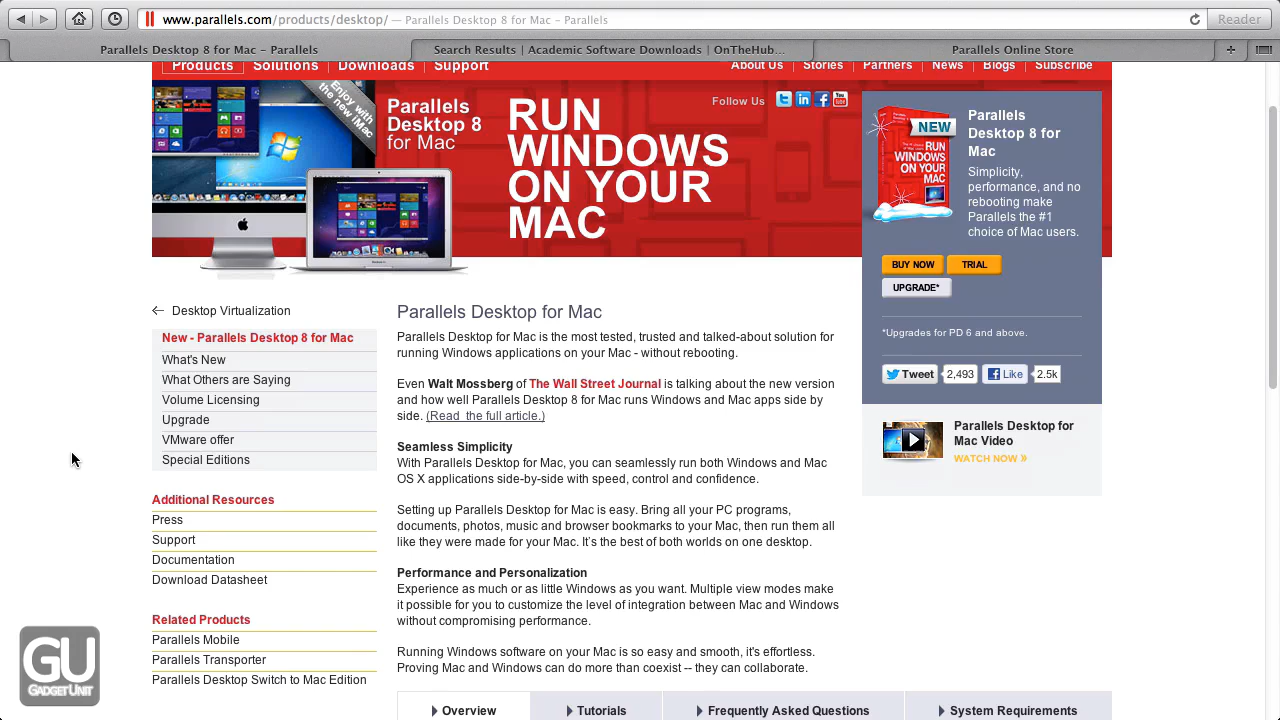 www.parallels.com/products/desktop/ — Parallels Desktop 8 for Mac – Parallels
Reader
Parallels Desktop 8 for Mac – Parallels
Search Results | Academic Software Downloads | OnTheHub...
Parallels Online Store
Products
Solutions
Downloads
Support
About Us
Stories
Partners
News
Blogs
Subscribe
Enjoy with
the new iMac
Parallels
Desktop 8
for Mac
RUN
WINDOWS
ON YOUR
MAC
Follow Us
You
Tube
NEW
RUN
WINDOWS
ON YOUR
MAC
Parallels
Desktop 8 for
Mac
Simplicity,
performance, and no
rebooting make
Parallels the #1
choice of Mac users.
BUY NOW
TRIAL
UPGRADE*
*Upgrades for PD 6 and above.
Tweet
2,493
Like
2.5k
Parallels Desktop for
Mac Video
WATCH NOW »
Desktop Virtualization
New - Parallels Desktop 8 for Mac
What's New
What Others are Saying
Volume Licensing
Upgrade
VMware offer
Special Editions
Additional Resources
Press
Support
Documentation
Download Datasheet
Related Products
Parallels Mobile
Parallels Transporter
Parallels Desktop Switch to Mac Edition
Parallels Desktop for Mac
Parallels Desktop for Mac is the most tested, trusted and talked-about solution for
running Windows applications on your Mac - without rebooting.
Even Walt Mossberg of The Wall Street Journal is talking about the new version
and how well Parallels Desktop 8 for Mac runs Windows and Mac apps side by
side. (Read the full article.)
Seamless Simplicity
With Parallels Desktop for Mac, you can seamlessly run both Windows and Mac
OS X applications side-by-side with speed, control and confidence.
Setting up Parallels Desktop for Mac is easy. Bring all your PC programs,
documents, photos, music and browser bookmarks to your Mac, then run them all
like they were made for your Mac. It's the best of both worlds on one desktop.
Performance and Personalization
Experience as much or as little Windows as you want. Multiple view modes make
it possible for you to customize the level of integration between Mac and Windows
without compromising performance.
Running Windows software on your Mac is so easy and smooth, it's effortless.
Proving Mac and Windows can do more than coexist -- they can collaborate.
Overview
Tutorials
Frequently Asked Questions
System Requirements
GU
GADGETUNIT